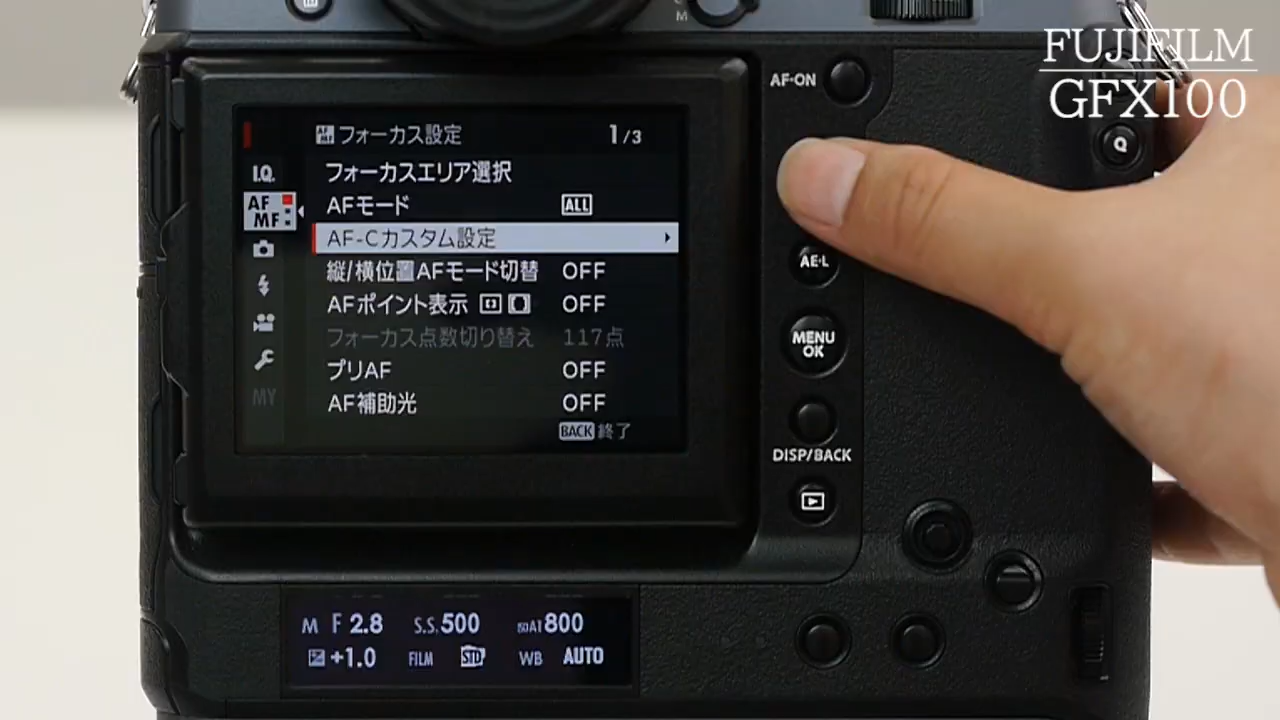 FUJIFILM
GFX100
C
M
AF-ON
Q
AF MF フォーカス設定 1/3
I.Q.
フォーカスエリア選択
AF MF
AFモード ALL
AF-Cカスタム設定
縦/横位置AFモード切替 OFF
AFポイント表示 OFF
フォーカス点数切り替え 117点
プリAF OFF
MY
AF補助光 OFF
BACK 終了
AE-L
MENU
OK
DISP/BACK
M F 2.8 S.S. 500 ISO A1 800
+1.0 FILM STD WB AUTO